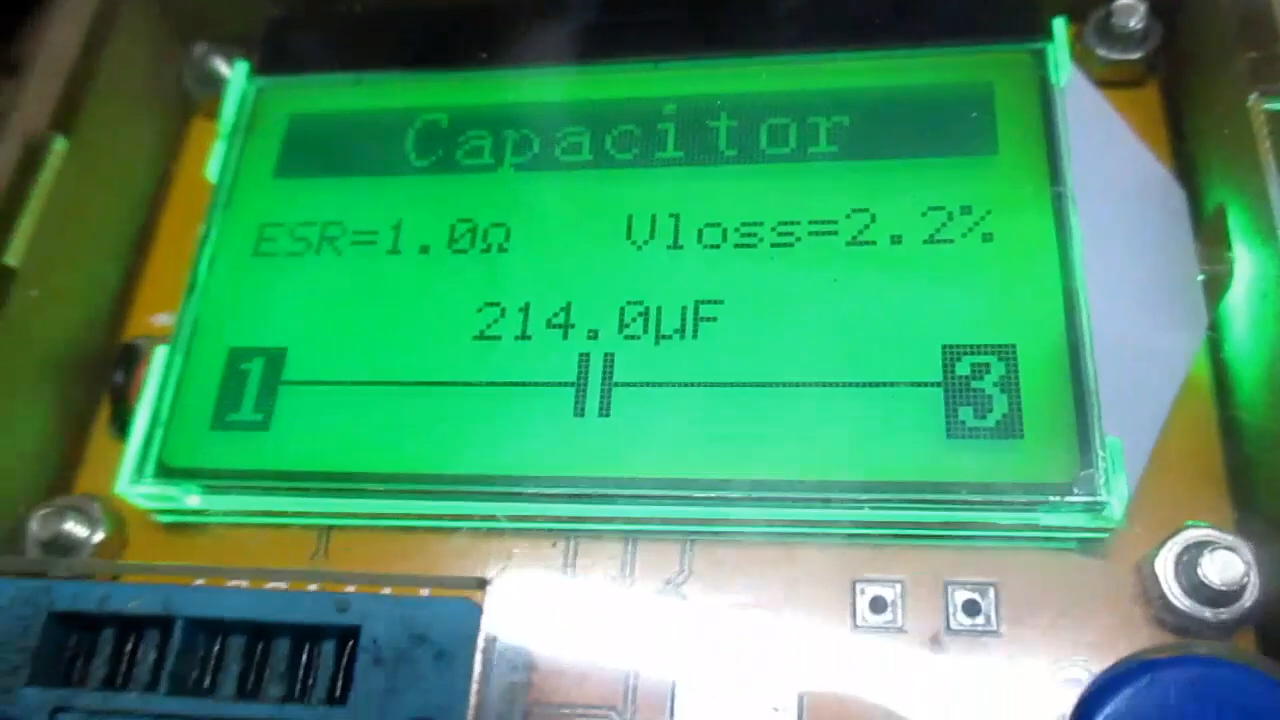 Capacitor
ESR=1.0Ω Vloss=2.2%
214.0µF
1 3